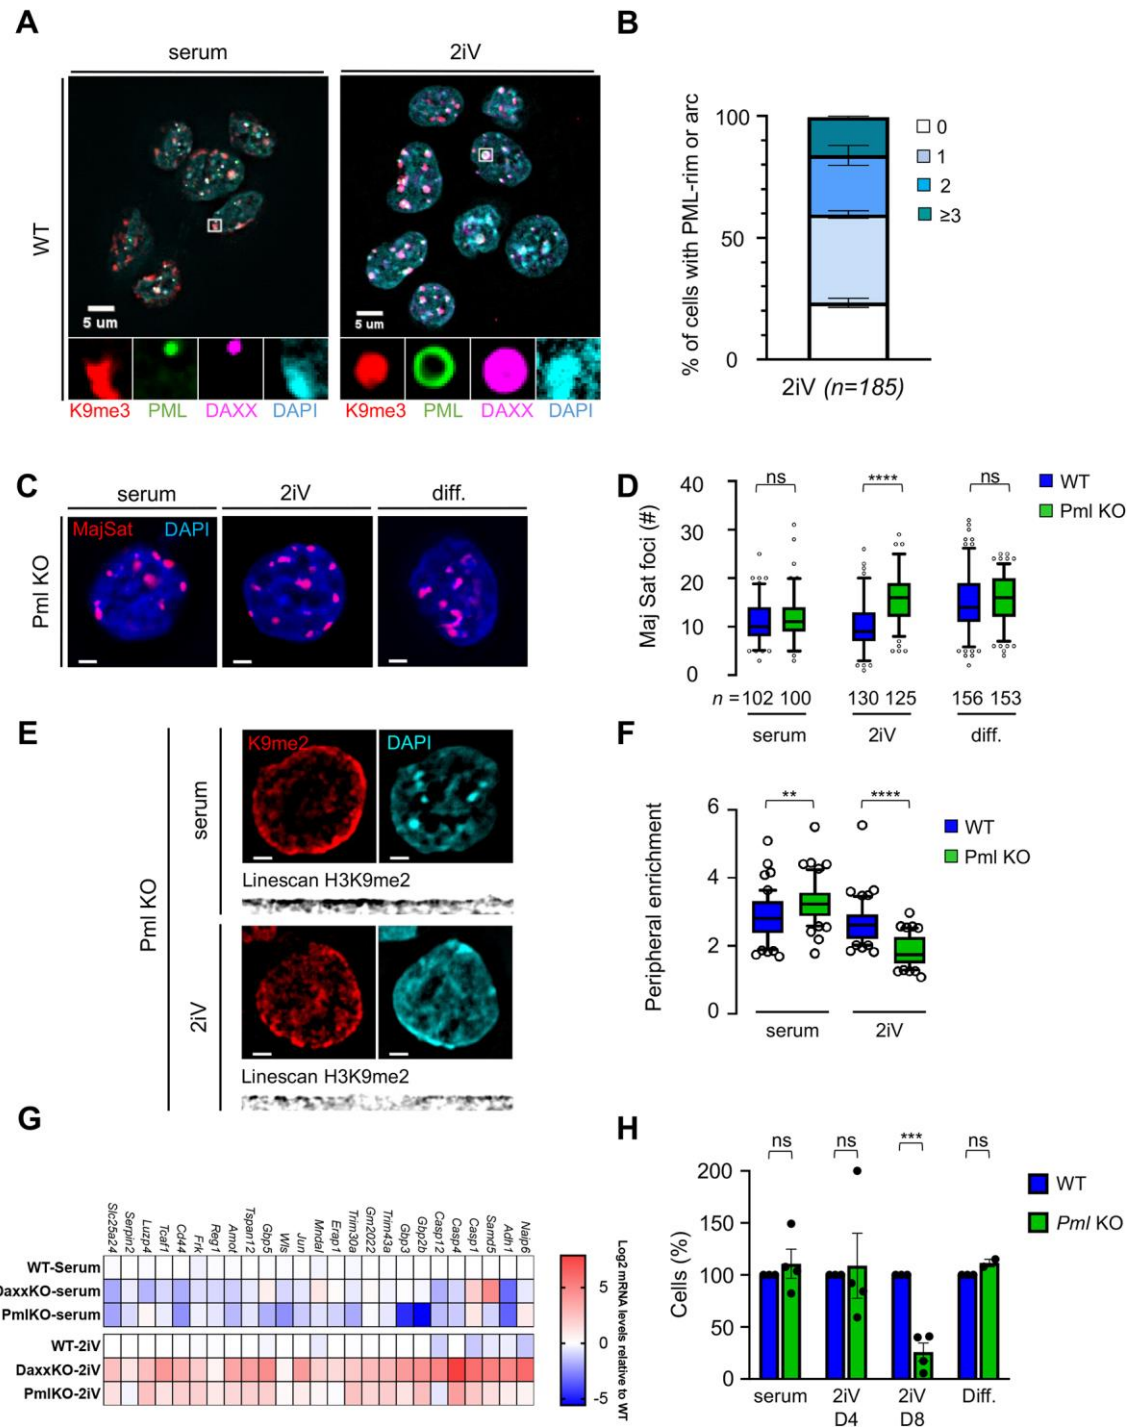 A
serum
2iV
WT
5 um
5 um
K9me3
PML
DAXX
DAPI
K9me3
PML
DAXX
DAPI
B
% of cells with PML-rim or arc
100
50
0
0
1
2
≥3
2iV (n=185)
C
serum
2iV
diff.
Pml KO
MajSat
DAPI
D
Maj Sat foci (#)
40
30
20
10
0
ns
****
ns
WT
Pml KO
n = 102 100 130 125 156 153
serum
2iV
diff.
E
Pml KO
serum
K9me2
DAPI
Linescan H3K9me2
2iV
Linescan H3K9me2
F
Peripheral enrichment
6
4
2
0
**
****
WT
Pml KO
serum
2iV
G
Slc25a24
Serpin2
Luzp4
Tcaf1
Cd44
Frk
Reg1
Amot
Tspan12
Gbp5
Wls
Jun
Mndal
Erap1
Trim30a
Gm2022
Trim43a
Gbp3
Gbp2b
Casp12
Casp4
Casp1
Samd5
Adh1
Naip6
WT-Serum
DaxxKO-serum
PmlKO-serum
WT-2iV
DaxxKO-2iV
PmlKO-2iV
5
0
-5
Log2 mRNA levels relative to WT
H
Cells (%)
200
150
100
50
0
ns
ns
***
ns
WT
Pml KO
serum
2iV
D4
2iV
D8
Diff.